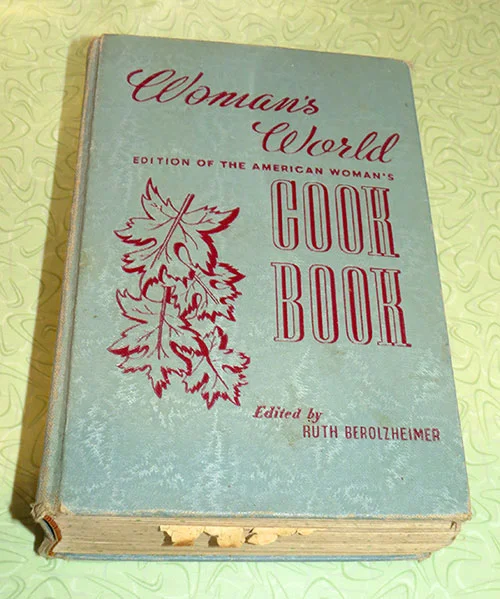 Woman's
World
EDITION OF THE AMERICAN WOMAN'S
COOK
BOOK
Edited by
RUTH BEROLZHEIMER